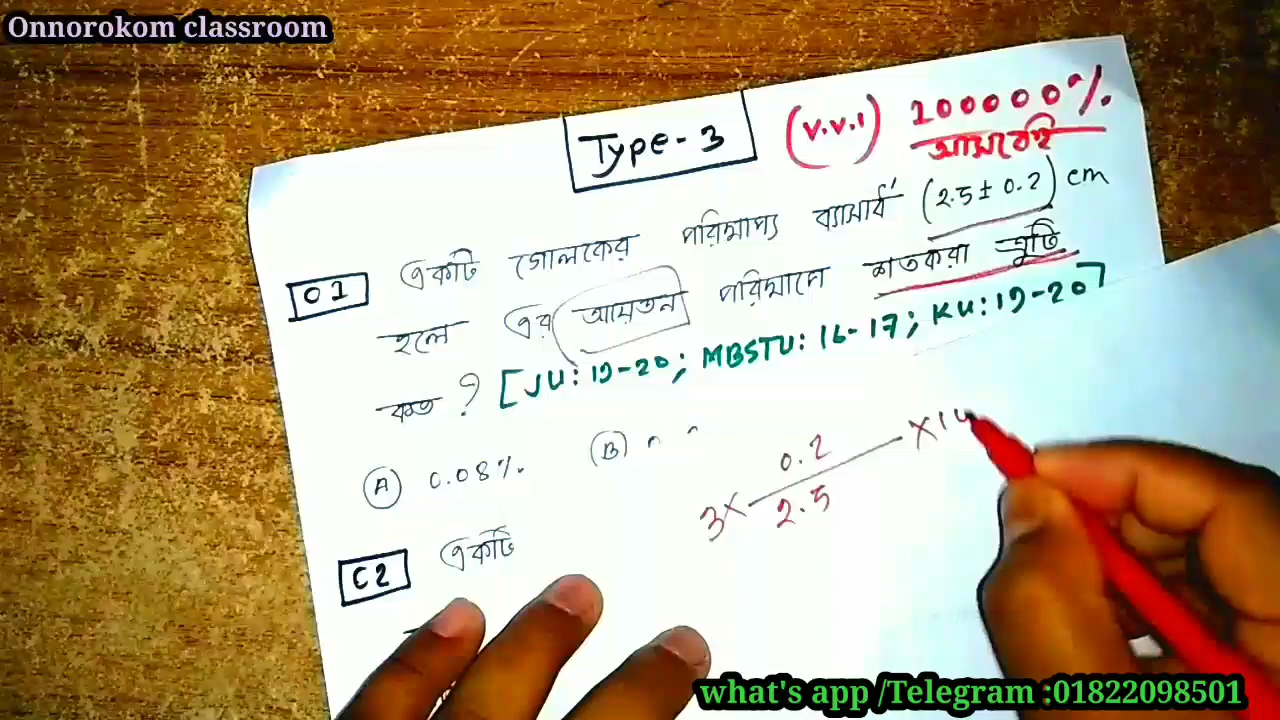 Onnorokom classroom
Type-3 (V.V.I) 100000%
আসবেই
01 একটি গোলকের পরিমাপ্য ব্যাসার্ধ (2.5 ± 0.2) cm
হলে এর আয়তন পরিমাপে শতকরা ত্রুটি
কত ? [JU: 19-20; MBSTU: 16-17; KU: 19-20]
A 0.08%. B
3× 0.2 / 2.5 ×1
02 একটি
what's app /Telegram :01822098501